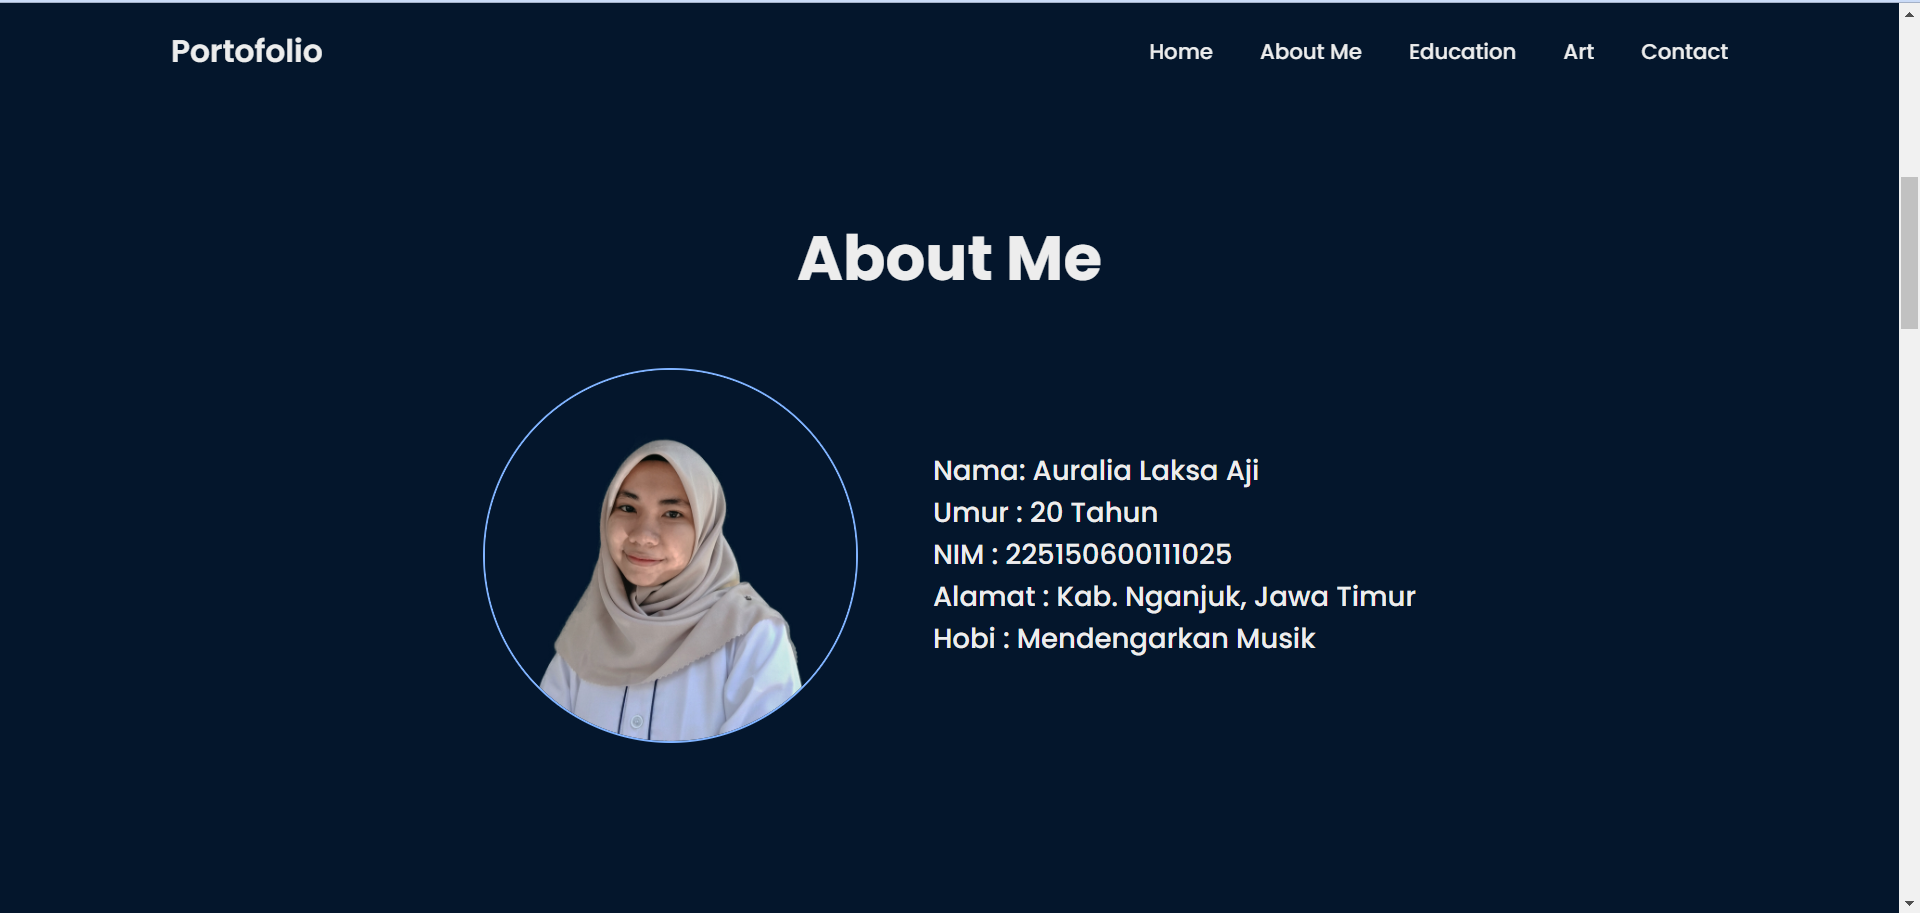 Portofolio
Home About Me Education Art Contact
About Me
Nama: Auralia Laksa Aji
Umur : 20 Tahun
NIM : 225150600111025
Alamat : Kab. Nganjuk, Jawa Timur
Hobi : Mendengarkan Musik